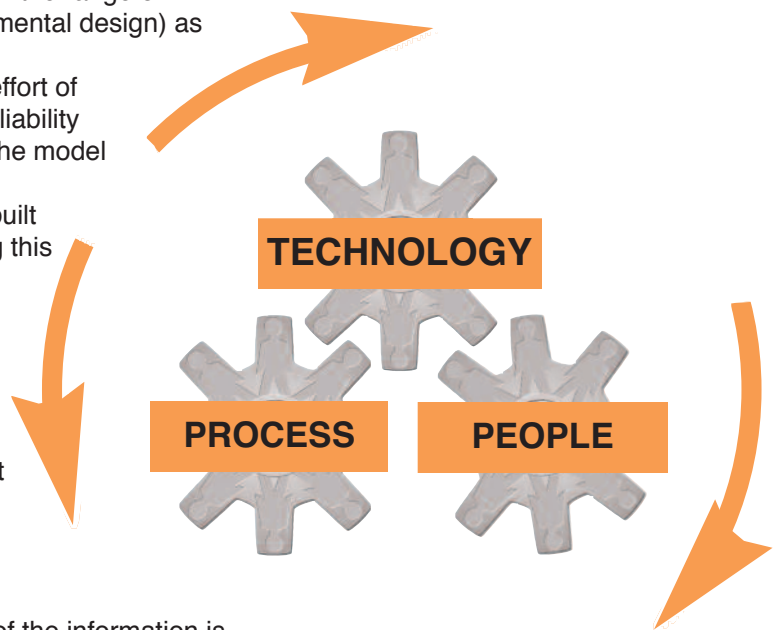 mental design) as
effort of
liability
he model
built
g this
TECHNOLOGY
PROCESS
PEOPLE
t
of the information is